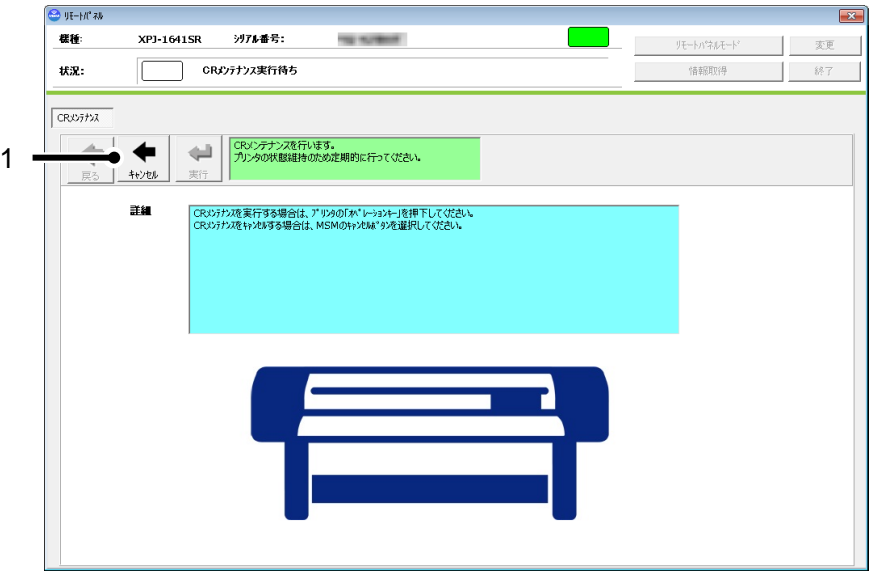 リモートパネル
機種: XPJ-1641SR シリアル番号:
リモートパネルモード 変更
状況: CRメンテナンス実行待ち
情報取得 終了
CRメンテナンス
1
戻る キャンセル 実行
CRメンテナンスを行います。
プリンタの状態維持のため定期的に行ってください。
詳細
CRメンテナンスを実行する場合は、プリンタの「オペレーションキー」を押下してください。
CRメンテナンスをキャンセルする場合は、MSMのキャンセルボタンを選択してください。